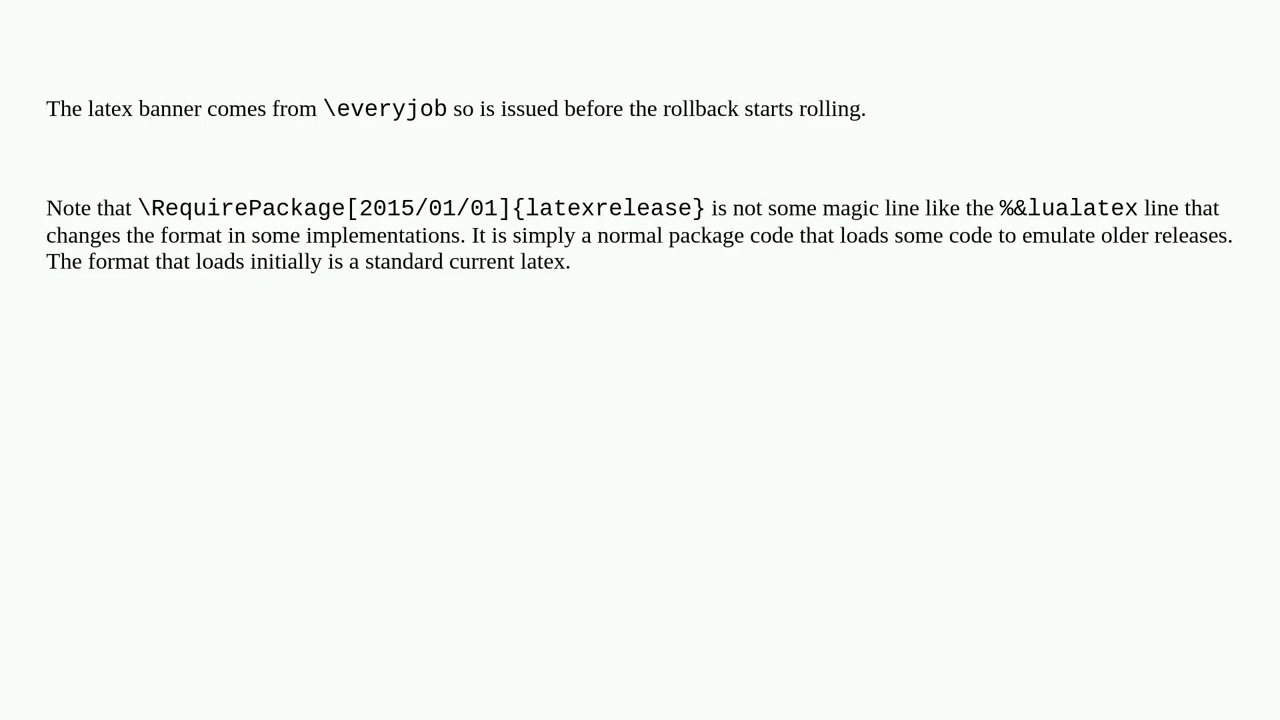 The latex banner comes from \everyjob so is issued before the rollback starts rolling.
Note that \RequirePackage[2015/01/01]{latexrelease} is not some magic line like the %&lualatex line that
changes the format in some implementations. It is simply a normal package code that loads some code to emulate older releases.
The format that loads initially is a standard current latex.